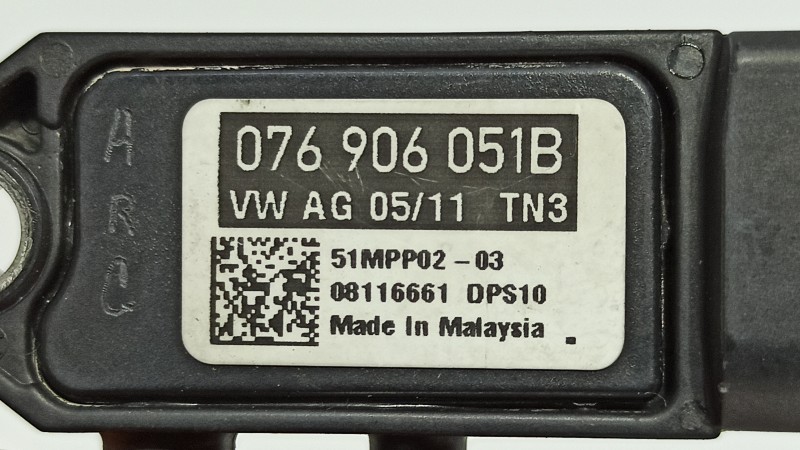 A
R
C
076 906 051B
VW AG 05/11 TN3
51MPP02-03
08116661 DPS10
Made In Malaysia .